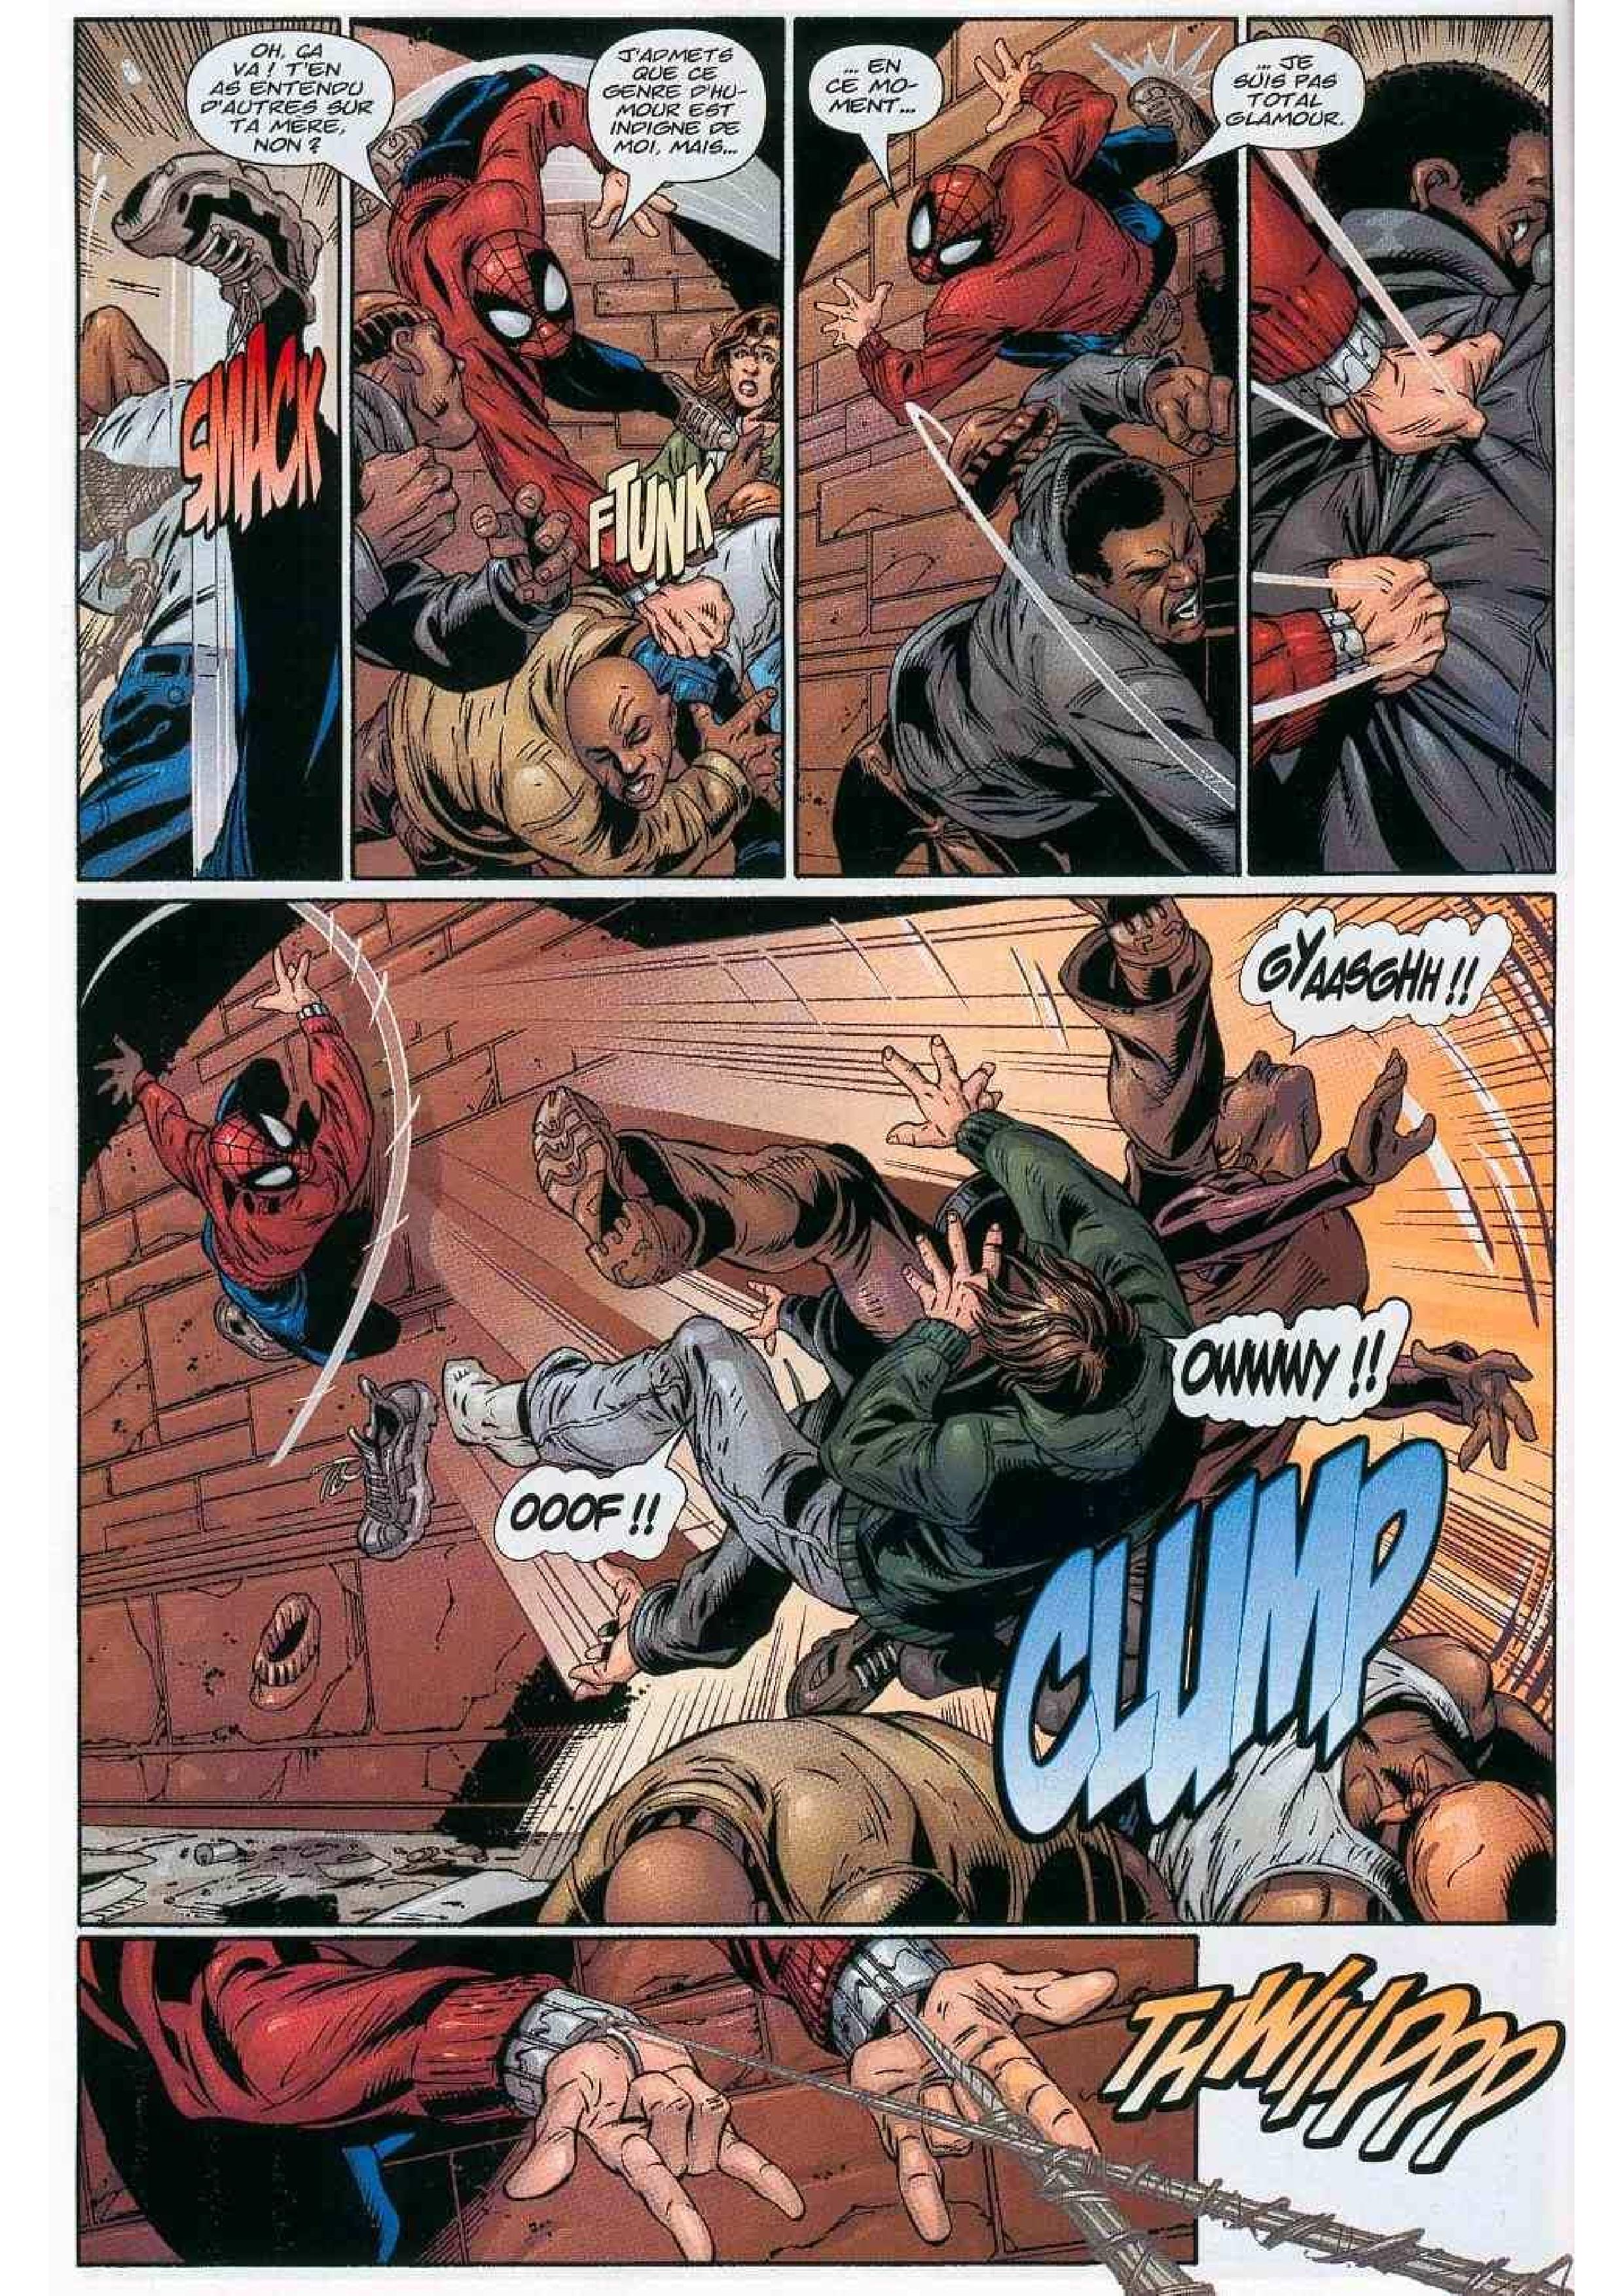 OH, ÇA
VA ! T'EN
AS ENTENDU
D'AUTRES SUR
TA MÈRE,
NON ?
J'ADMETS
QUE CE
GENRE D'HU-
MOUR EST
INDIGNE DE
MOI, MAIS...
SMACK
FTUNK
... EN
CE MO-
MENT...
... JE
SUIS PAS
TOTAL
GLAMOUR.
GYAASGHH !!
OWWWY !!
OOOF !!
CLUMP
THWIIIPPP